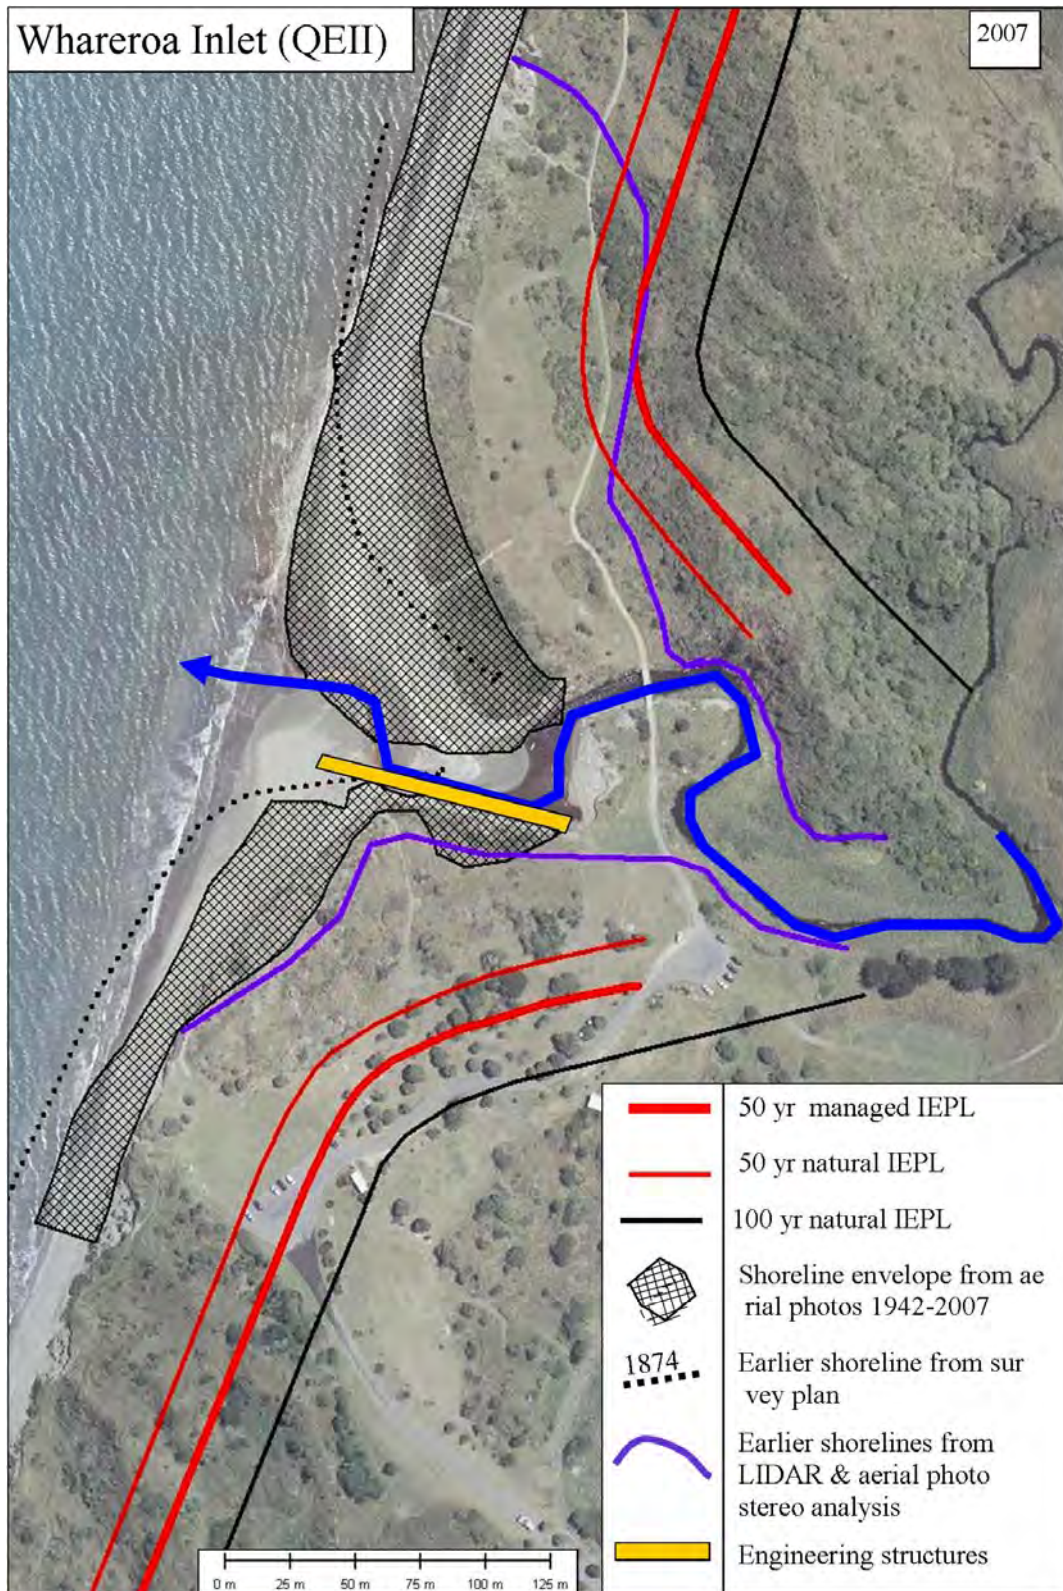 Whareroa Inlet (QEII)
2007
50 yr managed IEPL
50 yr natural IEPL
100 yr natural IEPL
Shoreline envelope from ae
rial photos 1942-2007
1874
Earlier shoreline from sur
vey plan
Earlier shorelines from
LIDAR & aerial photo
stereo analysis
Engineering structures
0 m 25 m 50 m 75 m 100 m 125 m